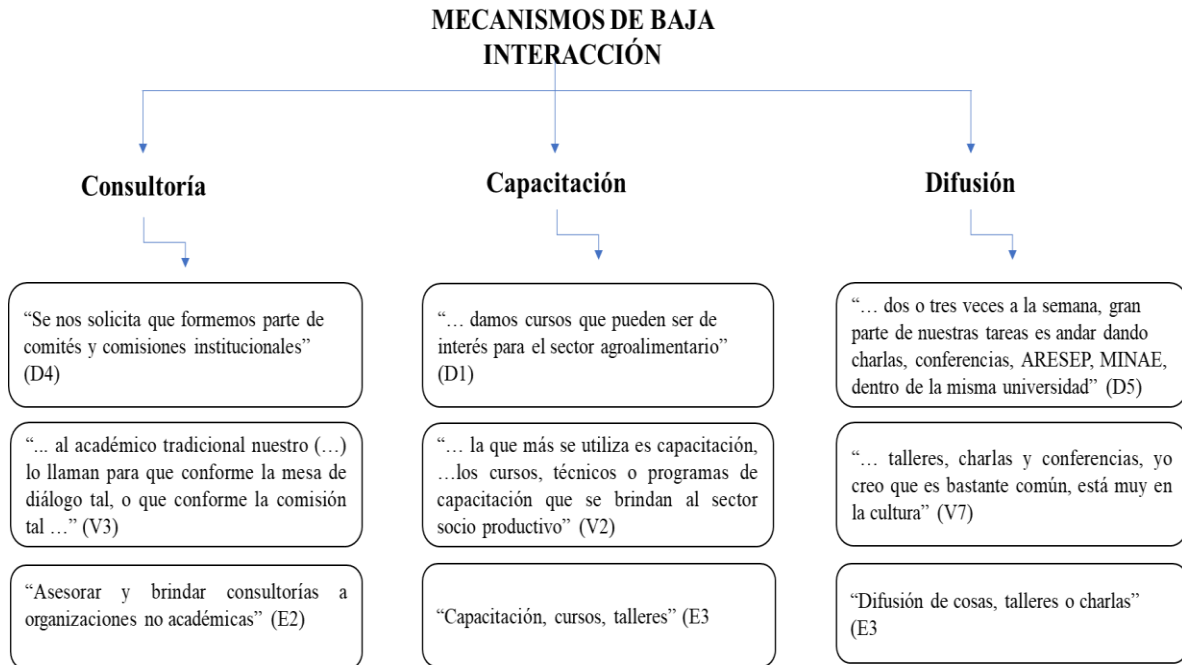 MECANISMOS DE BAJA
INTERACCIÓN
Consultoría
Capacitación
Difusión
“Se nos solicita que formemos parte de
comités y comisiones institucionales”
(D4)
“... al académico tradicional nuestro (…)
lo llaman para que conforme la mesa de
diálogo tal, o que conforme la comisión
tal …” (V3)
“Asesorar y brindar consultorías a
organizaciones no académicas” (E2)
“… damos cursos que pueden ser de
interés para el sector agroalimentario”
(D1)
“… la que más se utiliza es capacitación,
…los cursos, técnicos o programas de
capacitación que se brindan al sector
socio productivo” (V2)
“Capacitación, cursos, talleres” (E3
“… dos o tres veces a la semana, gran
parte de nuestras tareas es andar dando
charlas, conferencias, ARESEP, MINAE,
dentro de la misma universidad” (D5)
“… talleres, charlas y conferencias, yo
creo que es bastante común, está muy en
la cultura” (V7)
“Difusión de cosas, talleres o charlas”
(E3